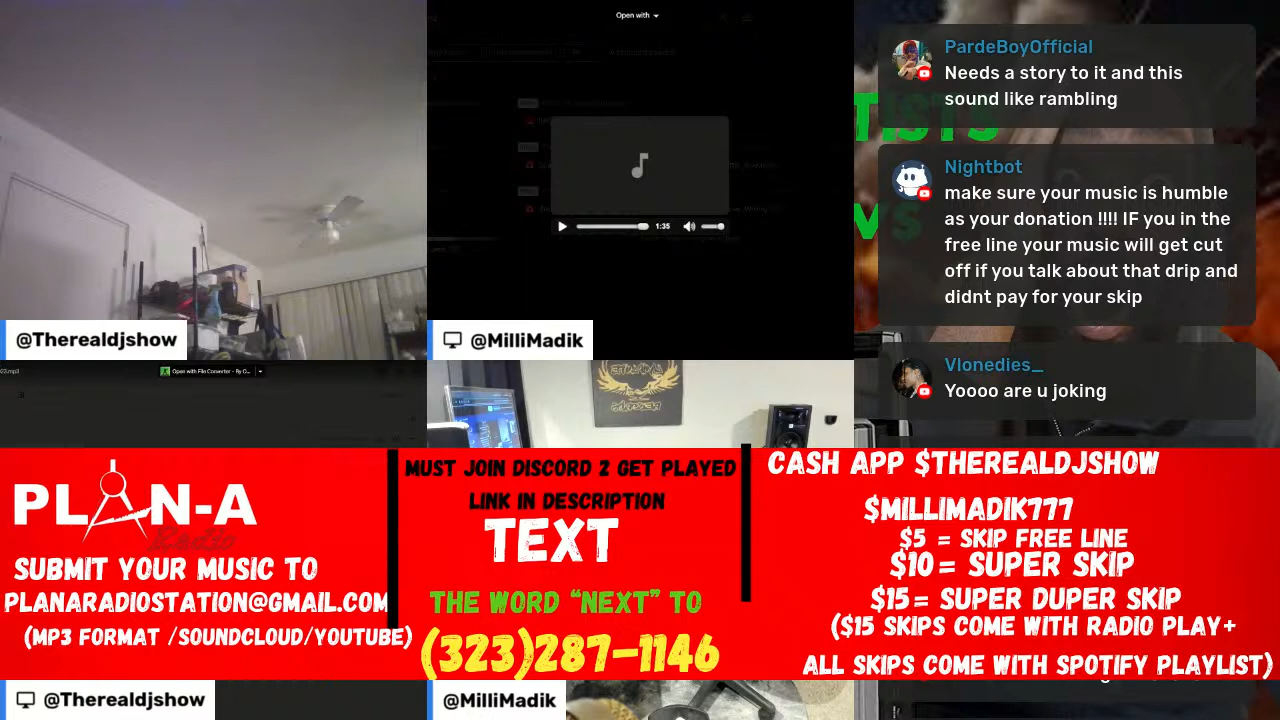 Open with
PardeBoyOfficial
Needs a story to it and this
sound like rambling
Nightbot
make sure your music is humble
as your donation !!!! IF you in the
free line your music will get cut
off if you talk about that drip and
didnt pay for your skip
Vlonedies_
Yoooo are u joking
1:35
@Therealdjshow
@MilliMadik
Open with File Converter - By O...
PLAN-A
Radio
SUBMIT YOUR MUSIC TO
PLANARADIOSTATION@GMAIL.COM
(MP3 FORMAT /SOUNDCLOUD/YOUTUBE)
MUST JOIN DISCORD 2 GET PLAYED
LINK IN DESCRIPTION
TEXT
THE WORD “NEXT” TO
(323)287-1146
CASH APP $THEREALDJSHOW
$MILLIMADIK777
$5 = SKIP FREE LINE
$10 = SUPER SKIP
$15= SUPER DUPER SKIP
($15 SKIPS COME WITH RADIO PLAY+
ALL SKIPS COME WITH SPOTIFY PLAYLIST)
@Therealdjshow
@MilliMadik